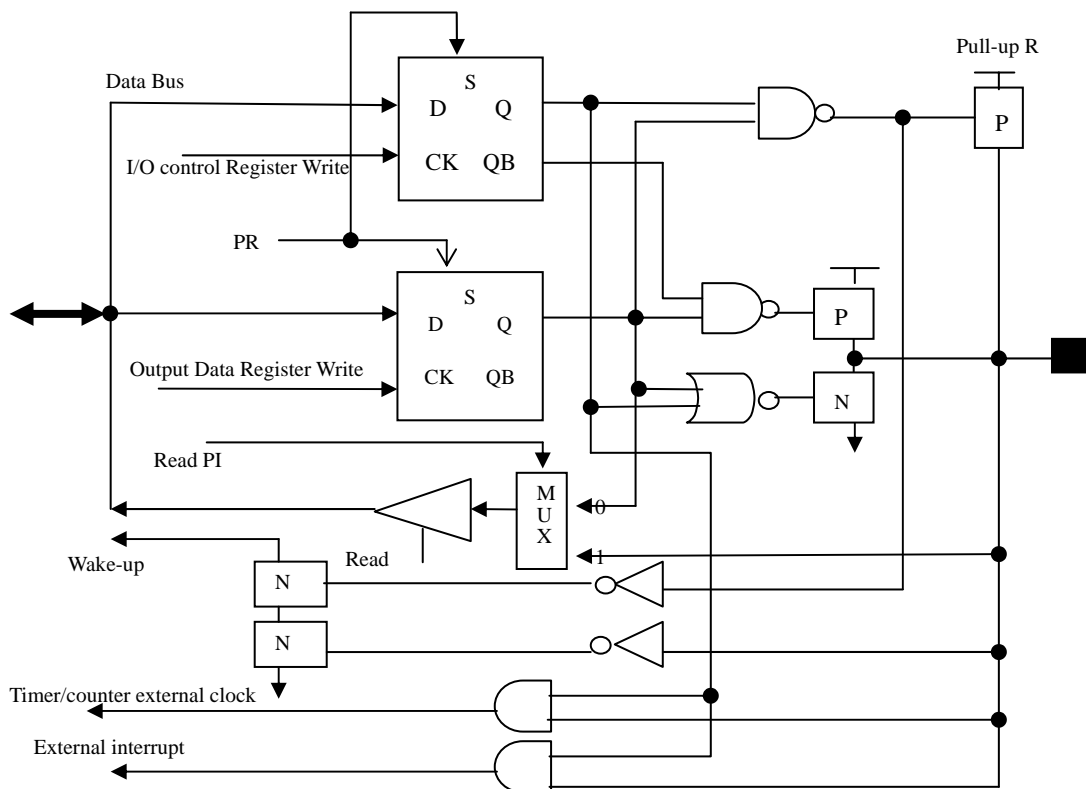 Pull-up R
Data Bus
S
D Q
P
I/O control Register Write
CK QB
PR
S
D Q
P
Output Data Register Write
CK QB
N
Read PI
M
U
X
0
Read
1
Wake-up
N
N
Timer/counter external clock
External interrupt